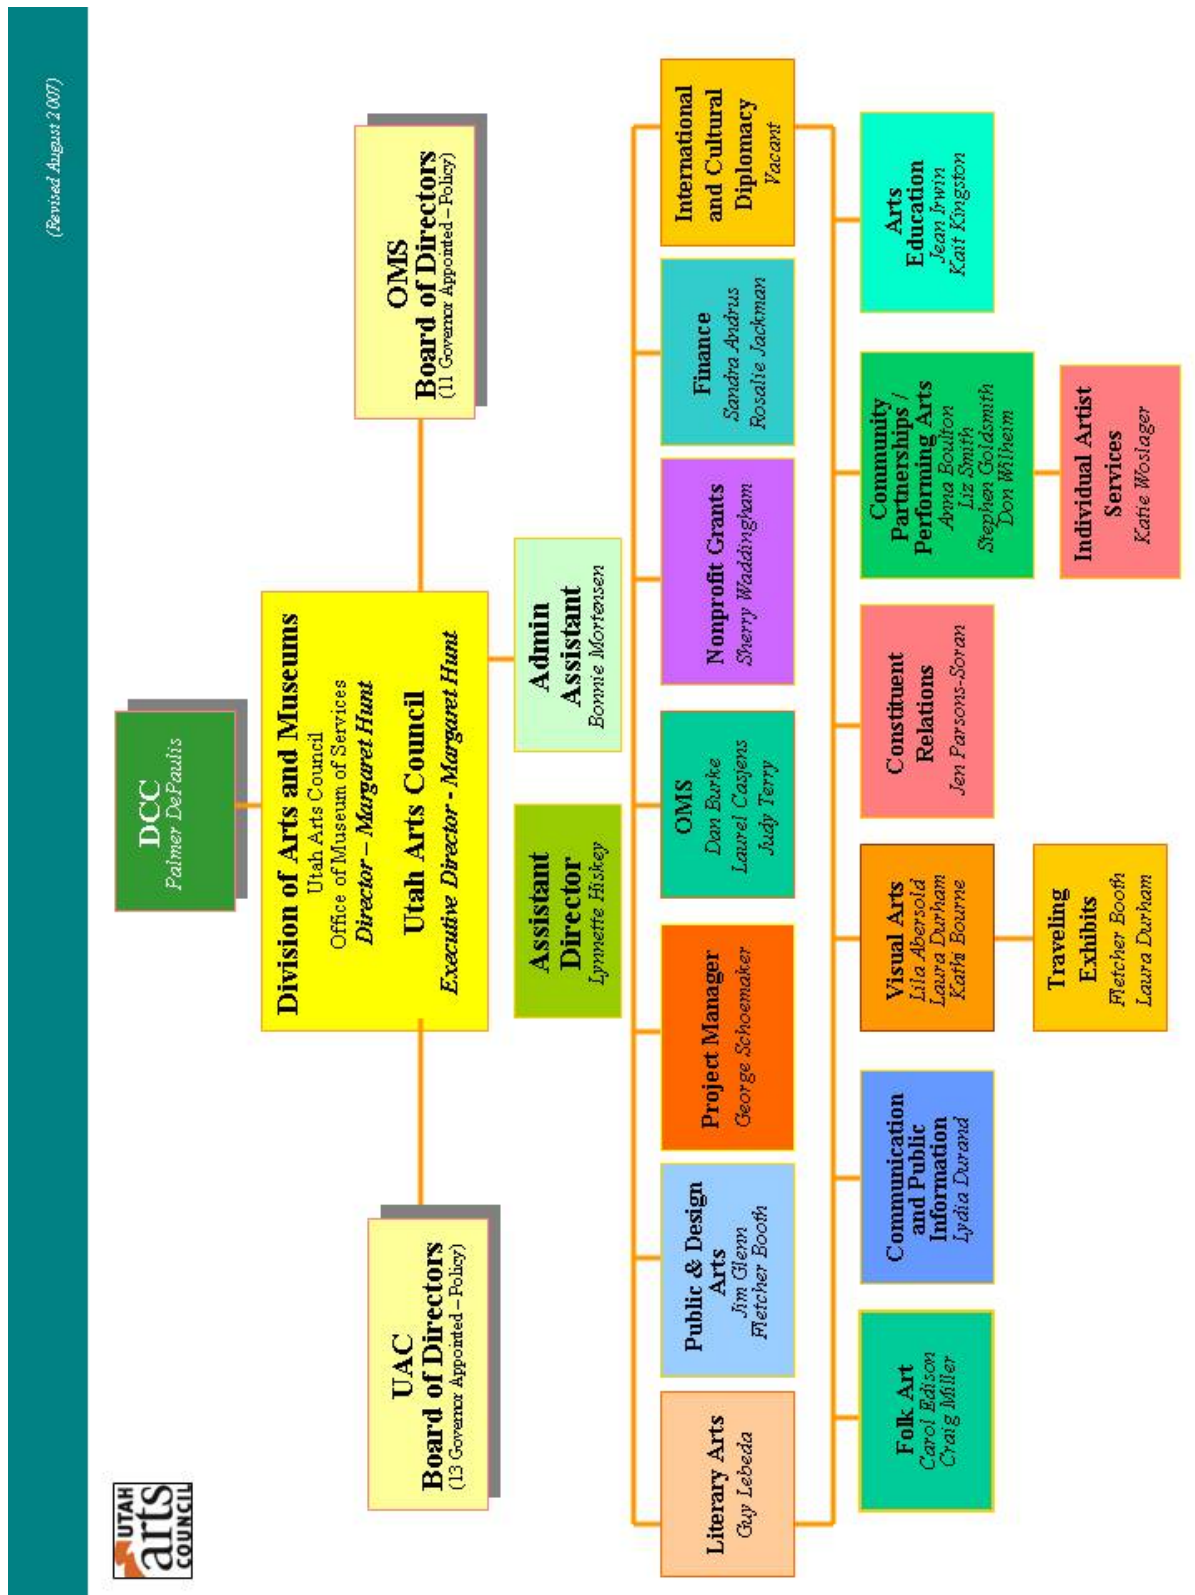 (Revised August 2007)
UTAH
arts
COUNCIL
DCC
Palmer DePaulis
Division of Arts and Museums
Utah Arts Council
Office of Museum of Services
Director – Margaret Hunt
Utah Arts Council
Executive Director - Margaret Hunt
UAC
Board of Directors
(13 Governor Appointed – Policy)
OMS
Board of Directors
(11 Governor Appointed – Policy)
Assistant
Director
Lynnette Hiskey
Admin
Assistant
Bonnie Mortensen
Literary Arts
Guy Lebeda
Public & Design
Arts
Jim Glenn
Fletcher Booth
Project Manager
George Schoemaker
OMS
Dan Burke
Laurel Casjens
Judy Terry
Nonprofit Grants
Sherry Waddingham
Finance
Sandra Andrus
Rosalie Jackman
International
and Cultural
Diplomacy
Vacant
Folk Art
Carol Edison
Craig Miller
Communication
and Public
Information
Lydia Durand
Visual Arts
Lila Abersold
Laura Durham
Kathi Bourne
Constituent
Relations
Jen Parsons-Soran
Community
Partnerships /
Performing Arts
Anna Boulton
Liz Smith
Stephen Goldsmith
Don Wilheim
Arts
Education
Jean Irwin
Kait Kingston
Traveling
Exhibits
Fletcher Booth
Laura Durham
Individual Artist
Services
Katie Woslager